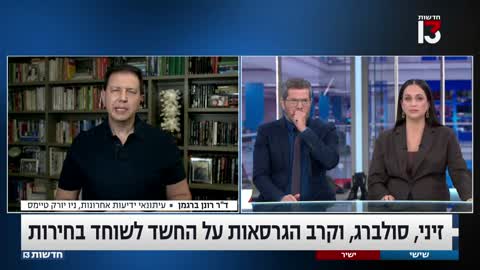 חדשות
13
ד"ר רונן ברגמן • עיתונאי ידיעות אחרונות, ניו יורק טיימס
זיני, סולברג, וקרב הגרסאות על החשד לשוחד בחירות
חדשות 13
ישיר
שישי